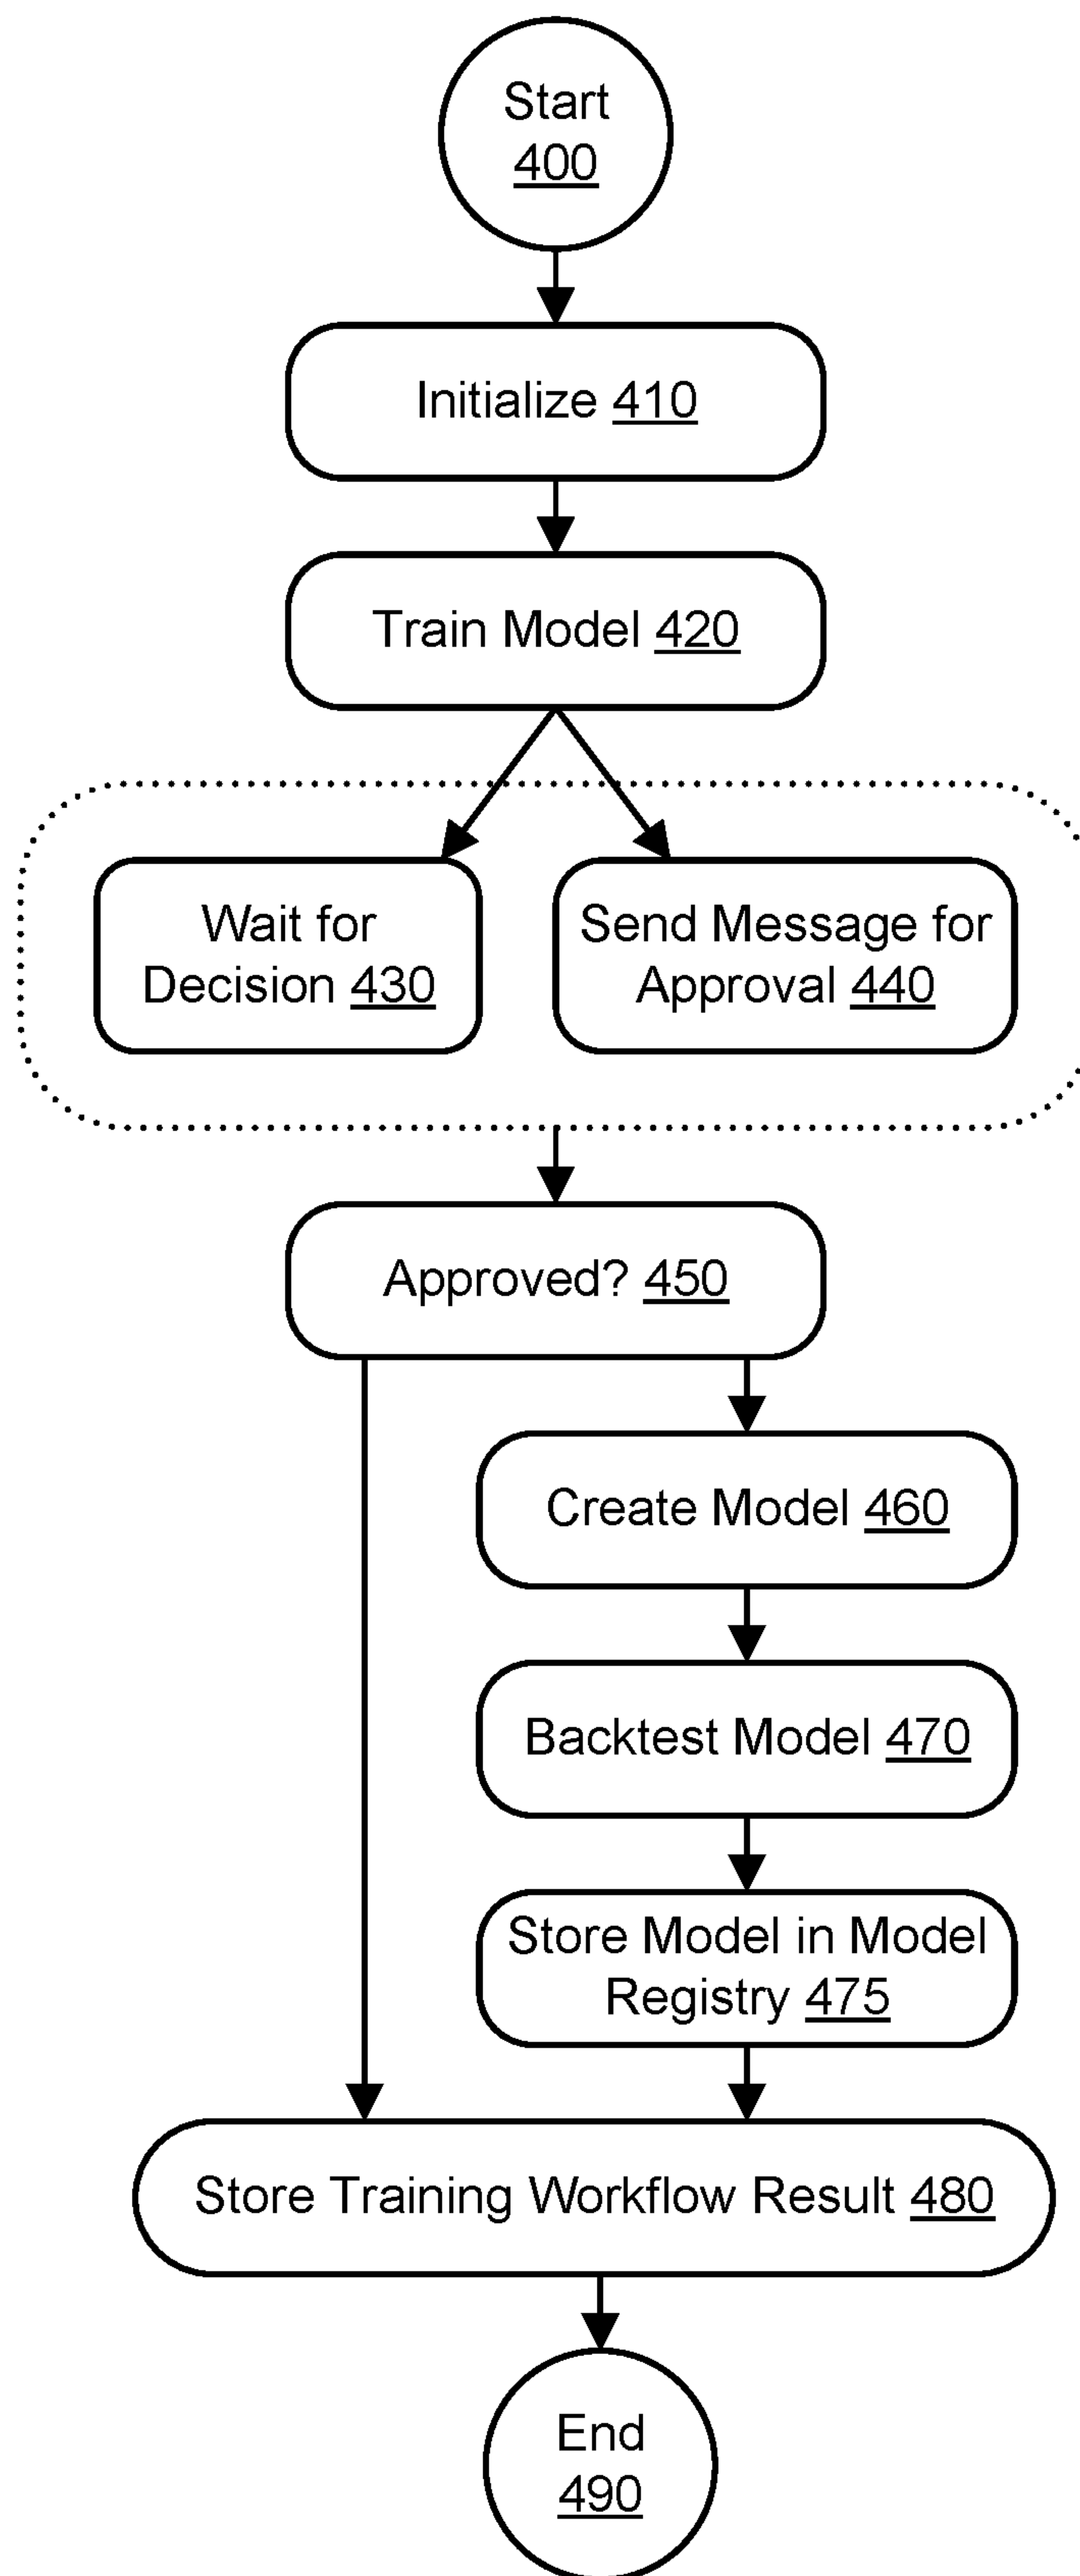 Start
400
Initialize 410
Train Model 420
Wait for
Decision 430
Send Message for
Approval 440
Approved? 450
Create Model 460
Backtest Model 470
Store Model in Model
Registry 475
Store Training Workflow Result 480
End
490